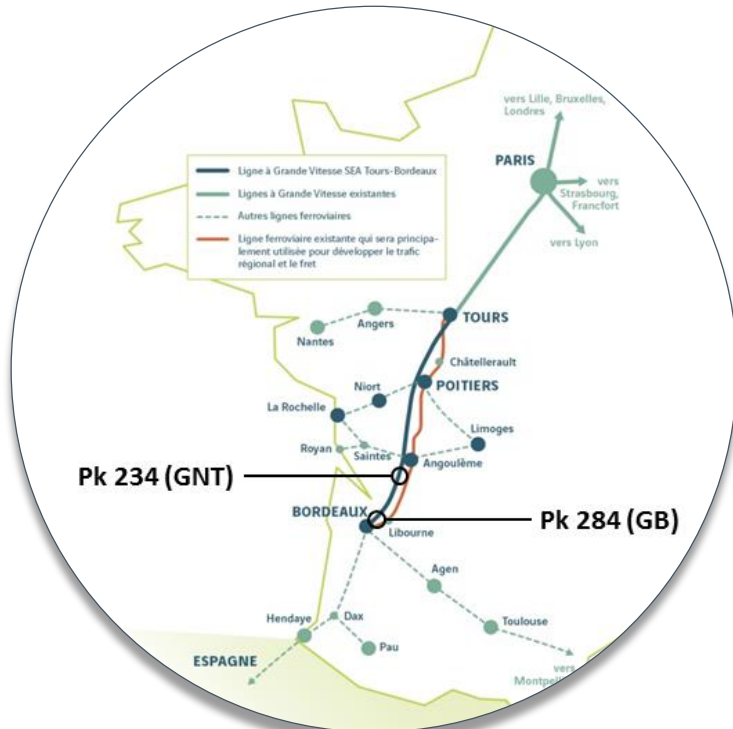 vers Lille, Bruxelles,
Londres
PARIS
vers
Strasbourg,
Francfort
vers Lyon
Ligne à Grande Vitesse SEA Tours-Bordeaux
Lignes à Grande Vitesse existantes
Autres lignes ferroviaires
Ligne ferroviaire existante qui sera principa-
lement utilisée pour développer le trafic
régional et le fret
TOURS
Angers
Nantes
Châtellerault
POITIERS
Niort
La Rochelle
Limoges
Royan
Saintes
Angoulême
Pk 234 (GNT)
BORDEAUX
Pk 284 (GB)
Libourne
Agen
Toulouse
Hendaye
Dax
Pau
ESPAGNE
vers